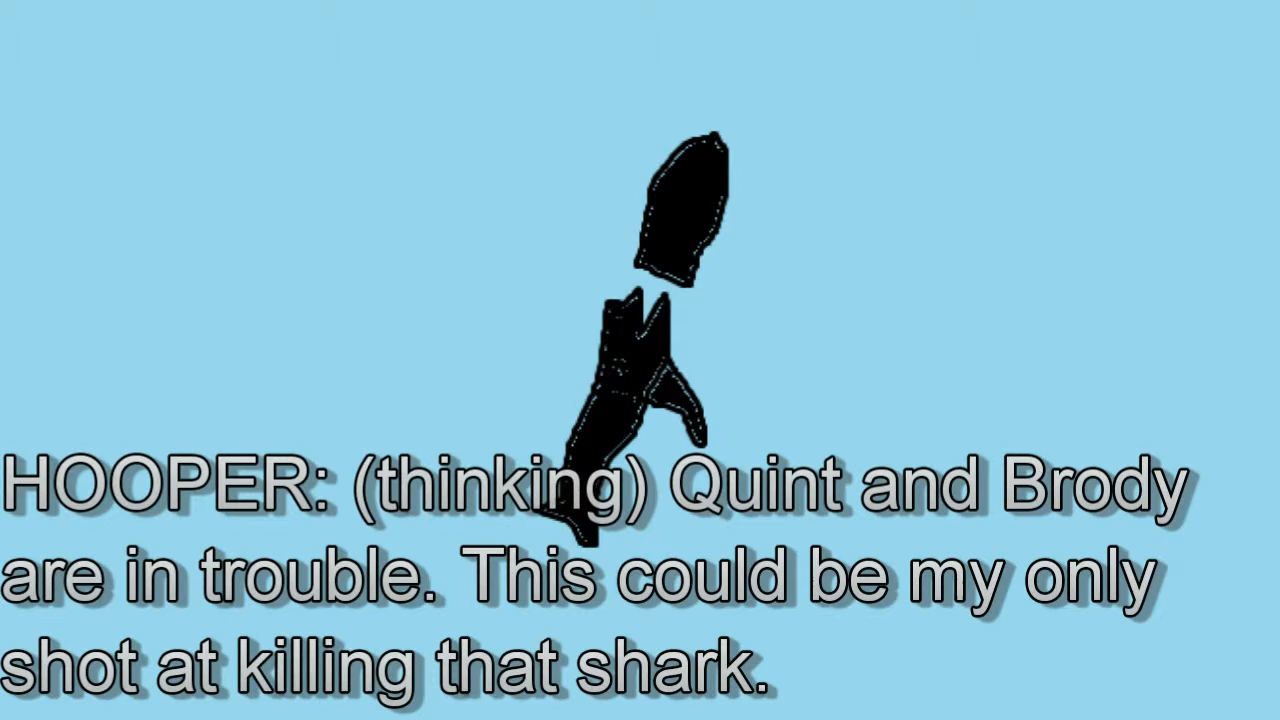 HOOPER: (thinking) Quint and Brody
are in trouble. This could be my only
shot at killing that shark.